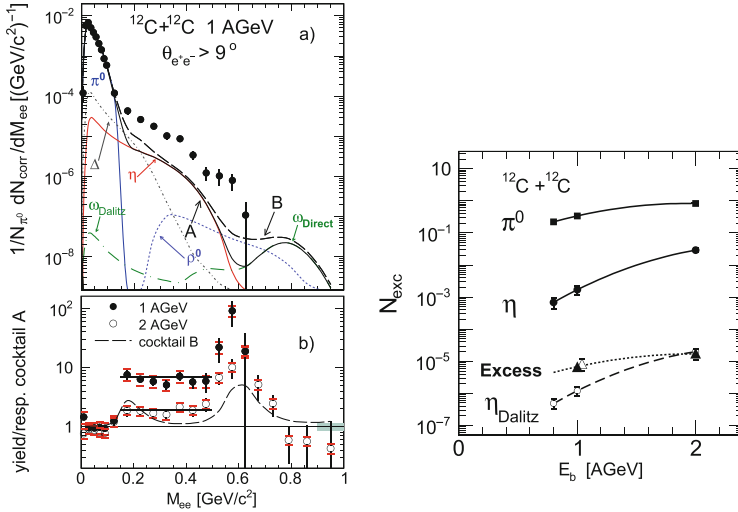 ¹²C+¹²C 1 AGeV
θe⁺e⁻ > 9°
a)
1/Nπ⁰ dNcorr/dMee [(GeV/c²)⁻¹]
10⁻²
10⁻⁴
10⁻⁶
10⁻⁸
π⁰
Δ
η
ωDalitz
A
B
ρ⁰
ωDirect
yield/resp. cocktail A
10²
10
1
1 AGeV
2 AGeV
cocktail B
b)
0 0.2 0.4 0.6 0.8 1
Mee [GeV/c²]
Nexc
10
10⁻¹
10⁻³
10⁻⁵
10⁻⁷
¹²C +¹²C
π⁰
η
Excess
ηDalitz
0 1 2
Eb [AGeV]